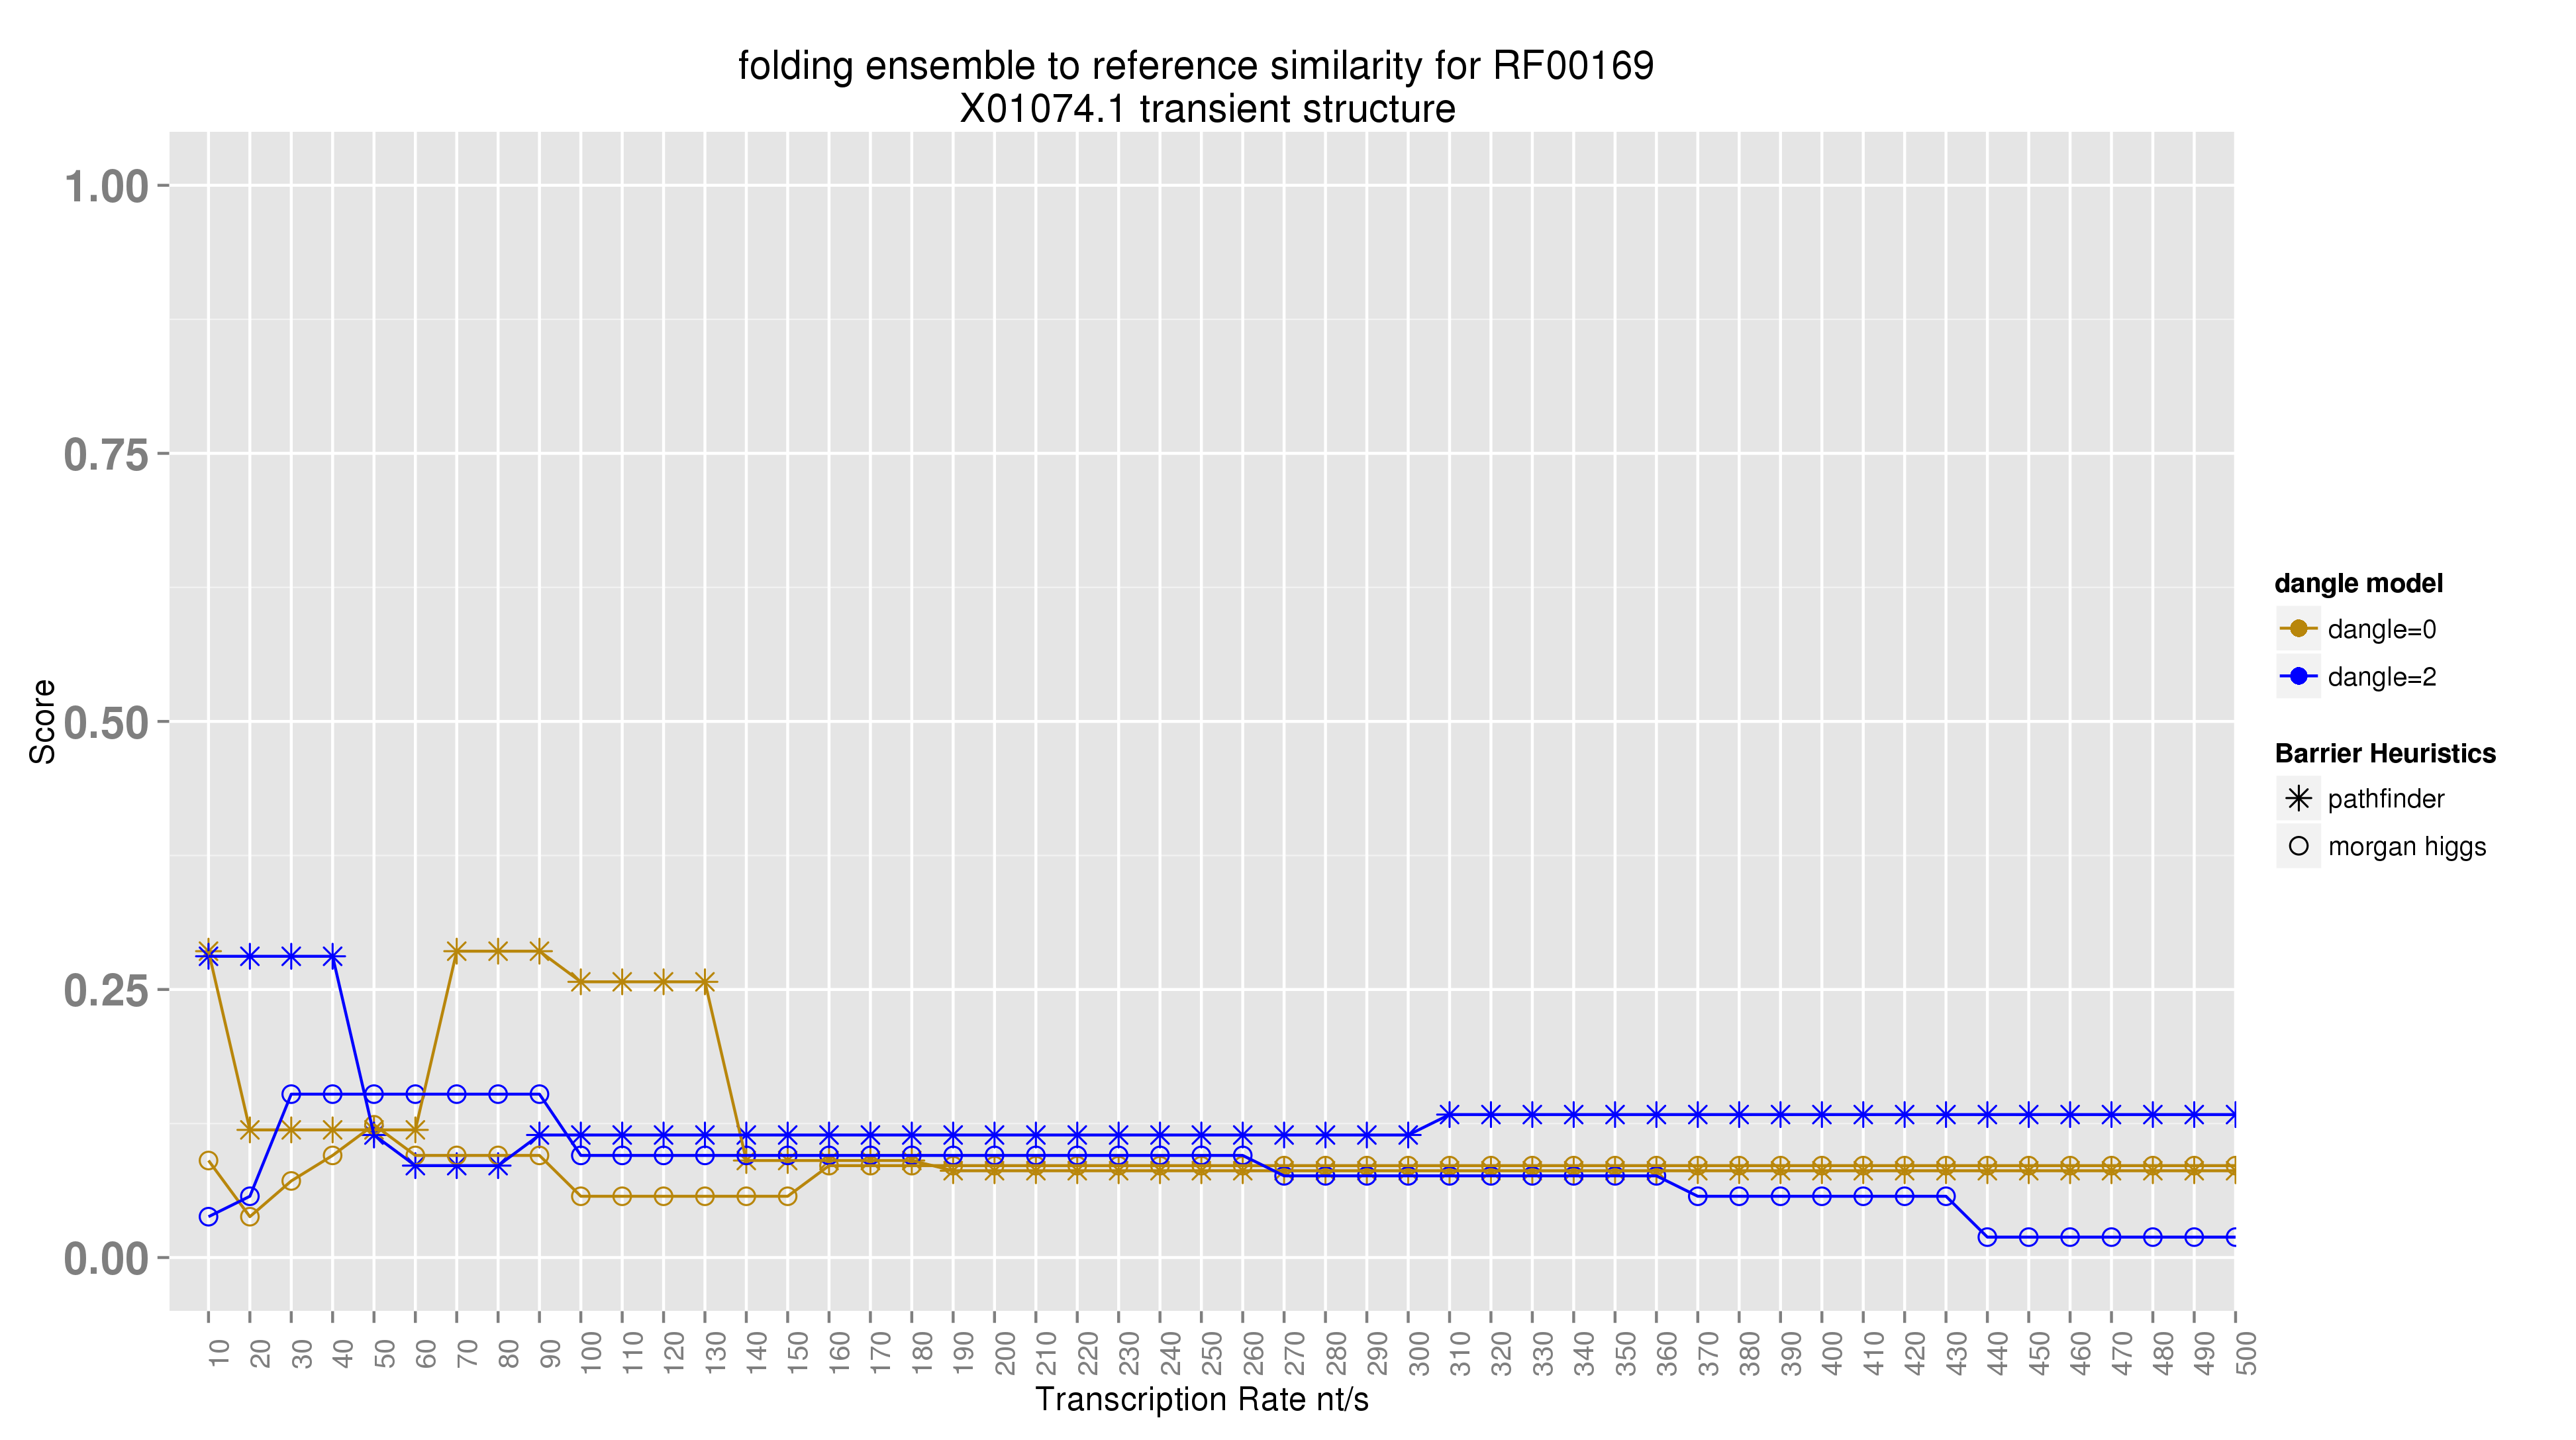 folding ensemble to reference similarity for RF00169
X01074.1 transient structure
1.00
0.75
0.50
0.25
0.00
Score
10 20 30 40 50 60 70 80 90 100 110 120 130 140 150 160 170 180 190 200 210 220 230 240 250 260 270 280 290 300 310 320 330 340 350 360 370 380 390 400 410 420 430 440 450 460 470 480 490 500
Transcription Rate nt/s
dangle model
dangle=0
dangle=2
Barrier Heuristics
pathfinder
morgan higgs